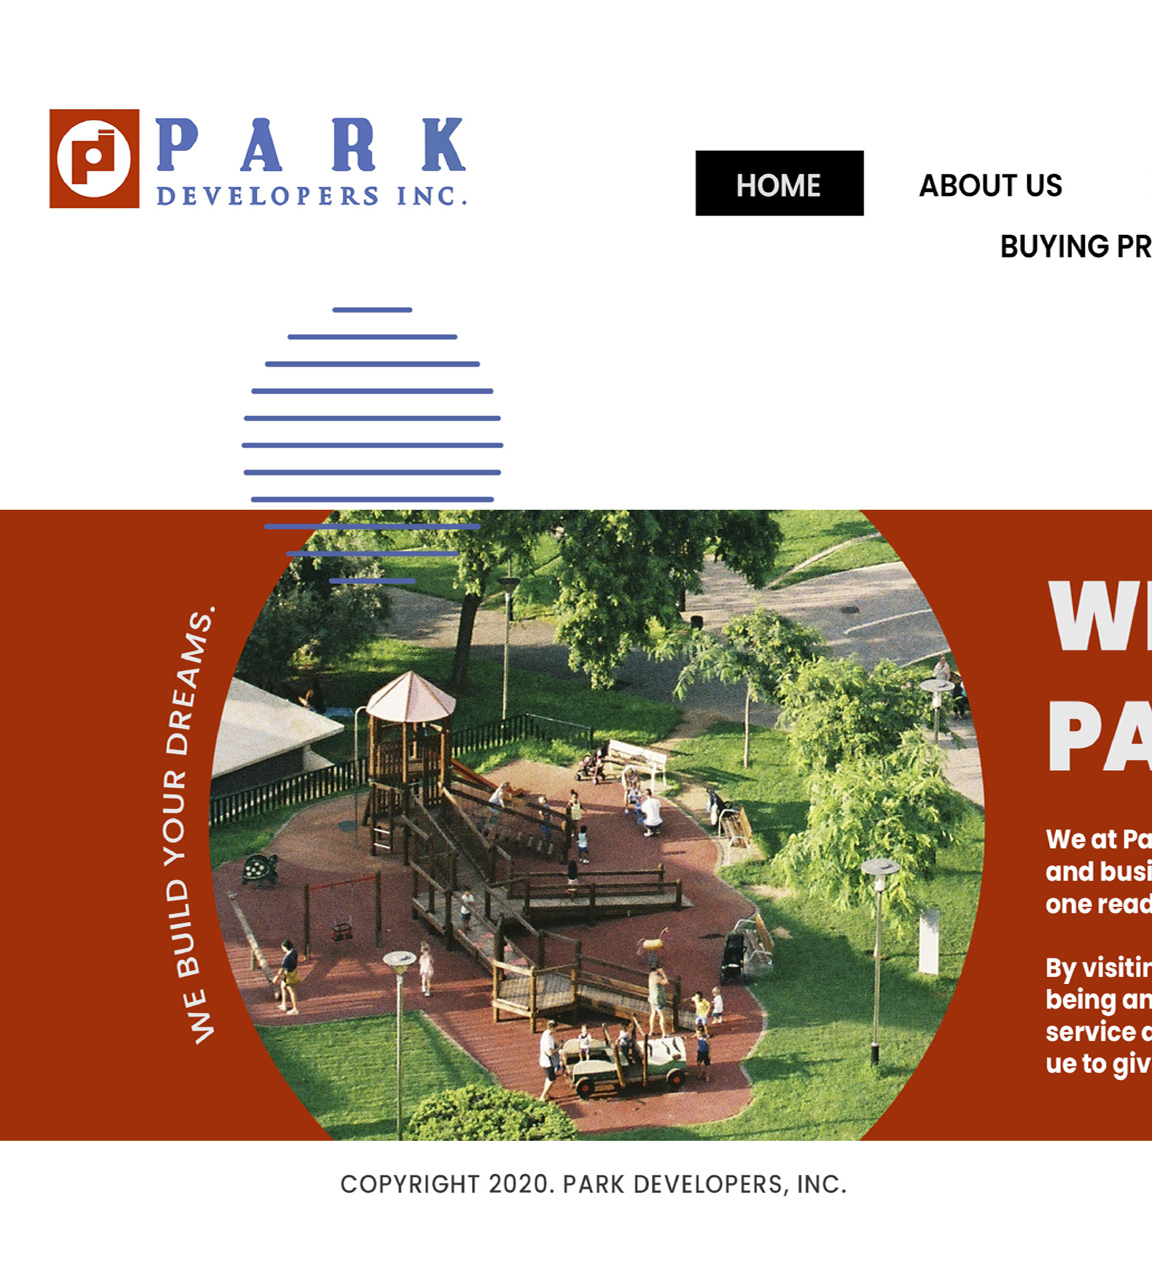 PARK
DEVELOPERS INC.
HOME
ABOUT US
BUYING PR
WE BUILD YOUR DREAMS.
PA
We at Pa
and busi
one read
By visitin
being an
service
ue to giv
COPYRIGHT 2020. PARK DEVELOPERS, INC.